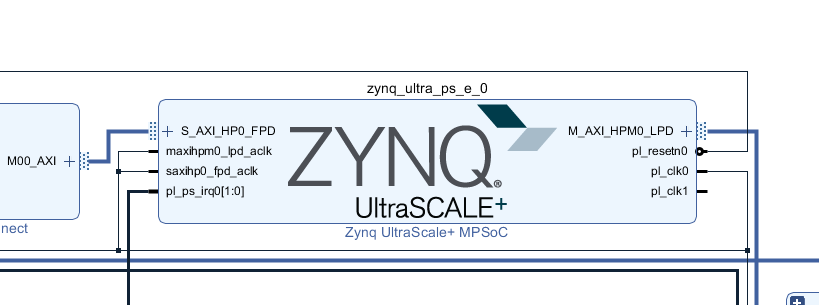 zynq_ultra_ps_e_0
S_AXI_HP0_FPD
maxihpm0_lpd_aclk
saxihp0_fpd_aclk
pl_ps_irq0[1:0]
ZYNQ®
UltraSCALE+
M_AXI_HPM0_LPD
pl_resetn0
pl_clk0
pl_clk1
M00_AXI
nect
Zynq UltraScale+ MPSoC